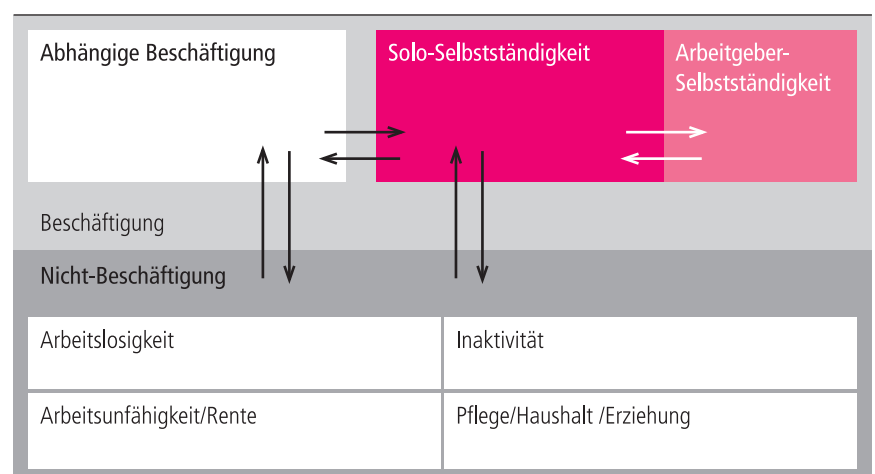 Abhängige Beschäftigung
Solo-Selbstständigkeit
Arbeitgeber-
Selbstständigkeit
Beschäftigung
Nicht-Beschäftigung
Arbeitslosigkeit
Inaktivität
Arbeitsunfähigkeit/Rente
Pflege/Haushalt /Erziehung